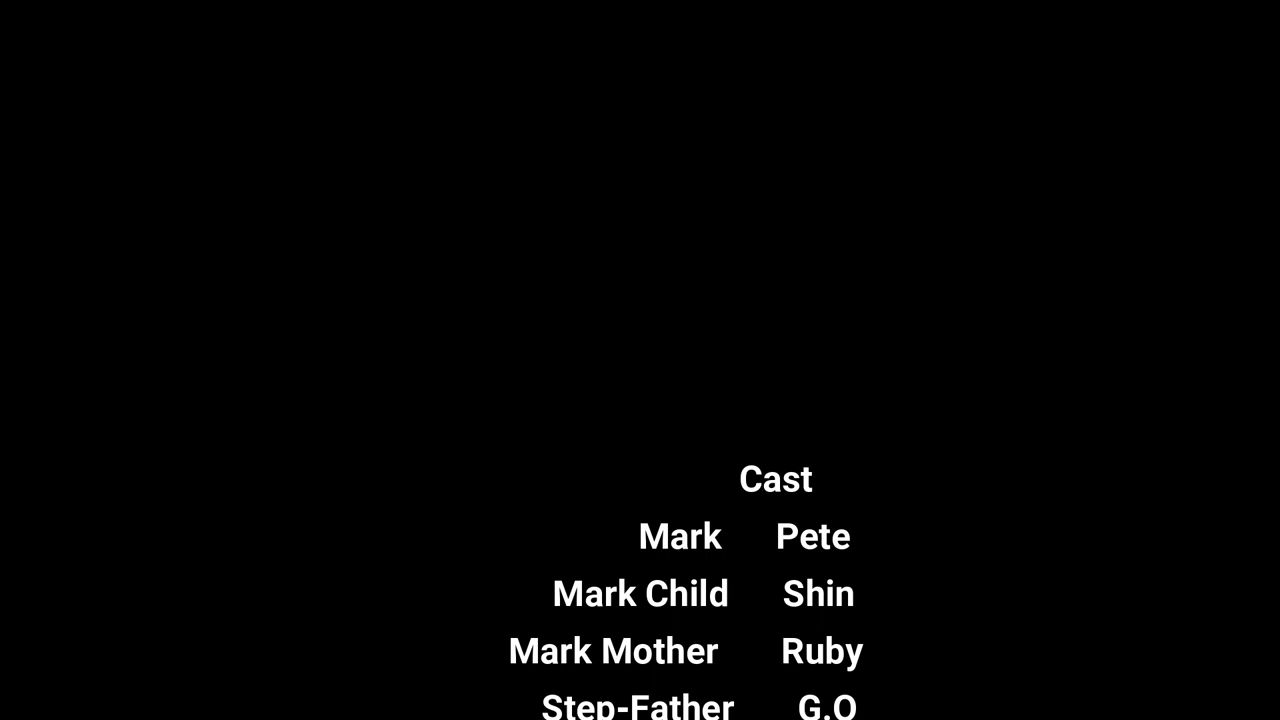 Cast
Mark Pete
Mark Child Shin
Mark Mother Ruby
Step-Father G.O